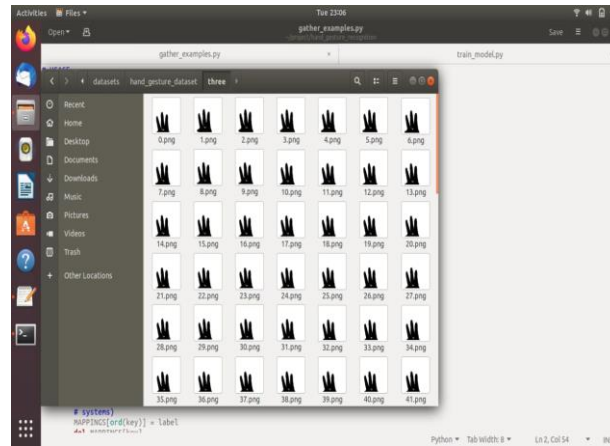 Activities Files Tue 23:06
Open gather_examples.py Save
gather_examples.py × train_model.py
datasets hand_gesture_dataset three
Recent
Home
Desktop
Documents
Downloads
Music
Pictures
Videos
Trash
+ Other Locations
0.png 1.png 2.png 3.png 4.png 5.png 6.png
7.png 8.png 9.png 10.png 11.png 12.png 13.png
14.png 15.png 16.png 17.png 18.png 19.png 20.png
21.png 22.png 23.png 24.png 25.png 26.png 27.png
28.png 29.png 30.png 31.png 32.png 33.png 34.png
35.png 36.png 37.png 38.png 39.png 40.png 41.png
# systems)
MAPPINGS[ord(key)] = label
Python Tab Width: 8 Ln 2, Col 54